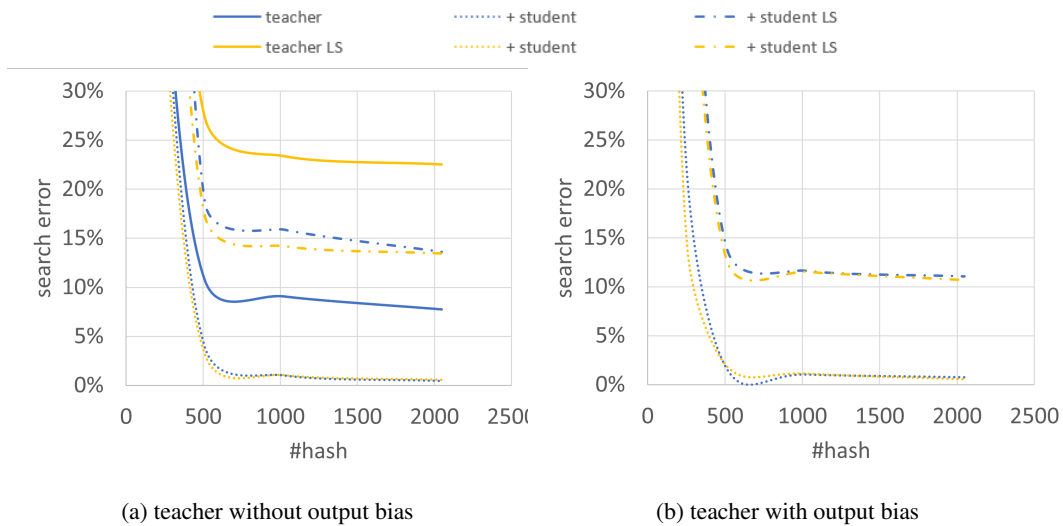 teacher + student + student LS
teacher LS + student + student LS
30%
25%
20%
15%
10%
5%
0%
search error
0 500 1000 1500 2000 2500
#hash
(a) teacher without output bias
30%
25%
20%
15%
10%
5%
0%
search error
0 500 1000 1500 2000 2500
#hash
(b) teacher with output bias